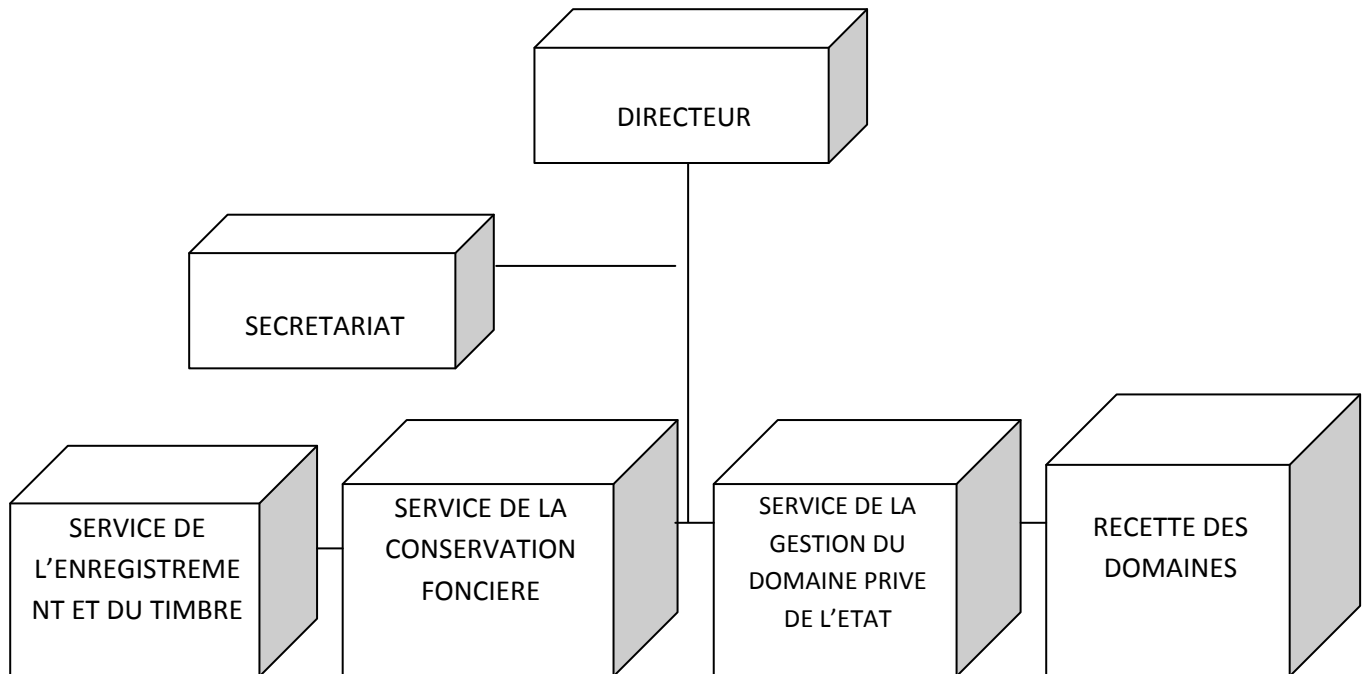 DIRECTEUR
SECRETARIAT
SERVICE DE
L’ENREGISTREME
NT ET DU TIMBRE
SERVICE DE LA
CONSERVATION
FONCIERE
SERVICE DE LA
GESTION DU
DOMAINE PRIVE
DE L’ETAT
RECETTE DES
DOMAINES